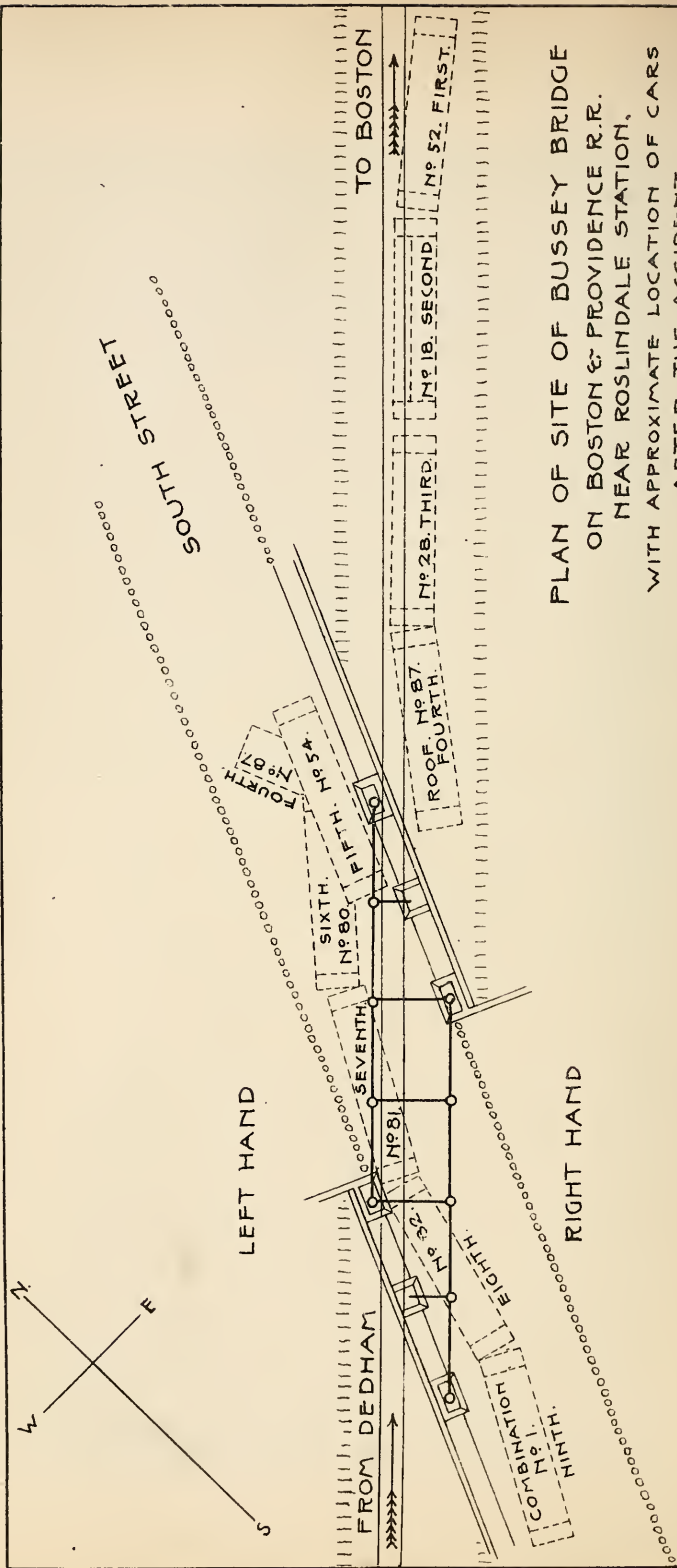 N.
W
E
S
LEFT HAND
SOUTH STREET
TO BOSTON
FROM DEDHAM
RIGHT HAND
Nº 52. FIRST.
Nº 18. SECOND
Nº 28. THIRD.
ROOF. Nº 87.
FOURTH.
FOURTH
Nº 87.
FIFTH. Nº 54.
SIXTH.
Nº 80.
SEVENTH.
Nº 81.
Nº 32.
EIGHTH.
COMBINATION
Nº 1.
NINTH.
PLAN OF SITE OF BUSSEY BRIDGE
ON BOSTON & PROVIDENCE R.R.
NEAR ROSLINDALE STATION,
WITH APPROXIMATE LOCATION OF CARS
AFTER THE ACCIDENT